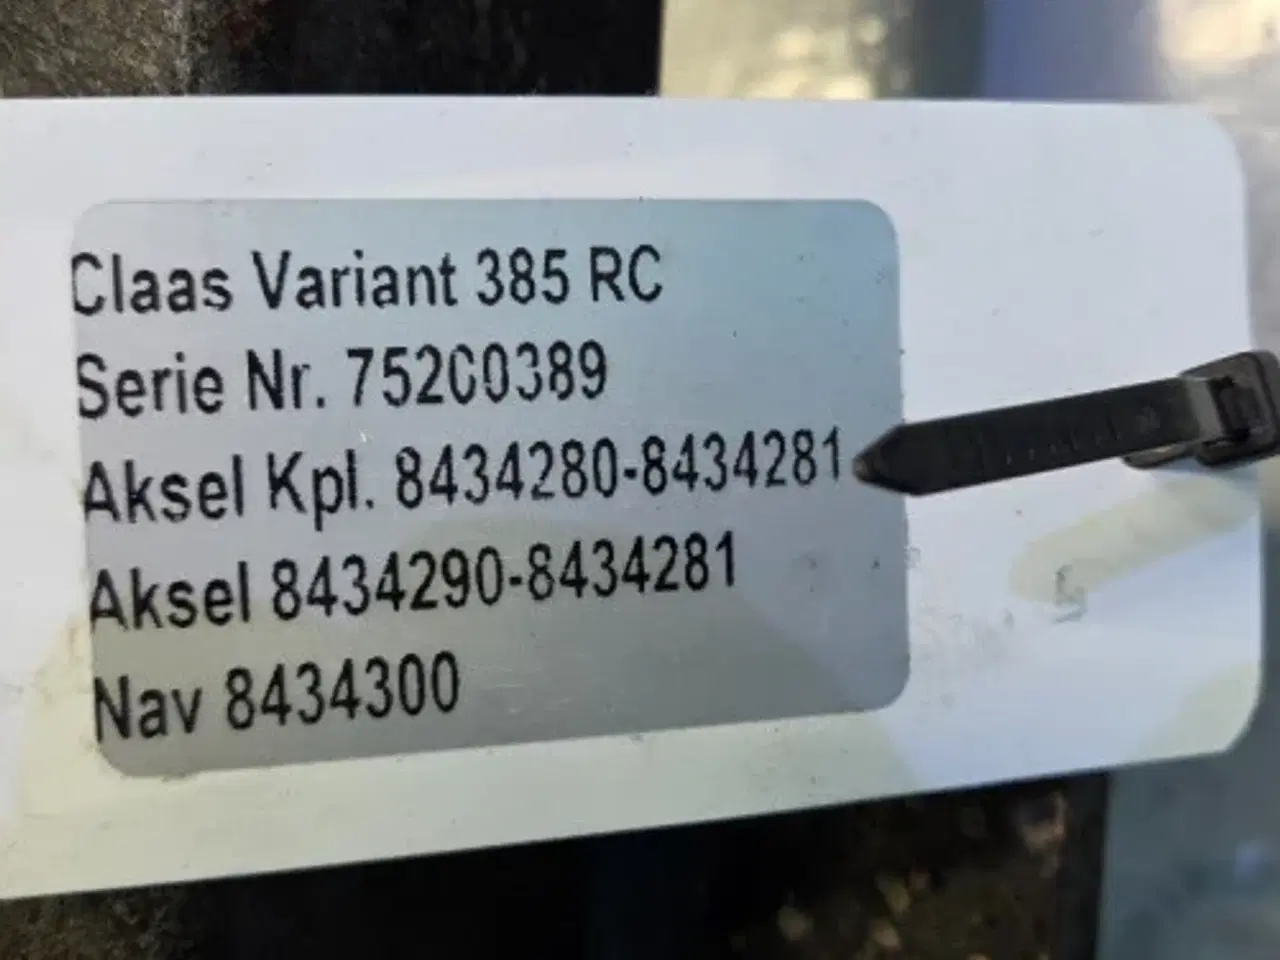 Claas Variant 385 RC
Serie Nr. 75200389
Aksel Kpl. 8434280-8434281
Aksel 8434290-8434281
Nav 8434300